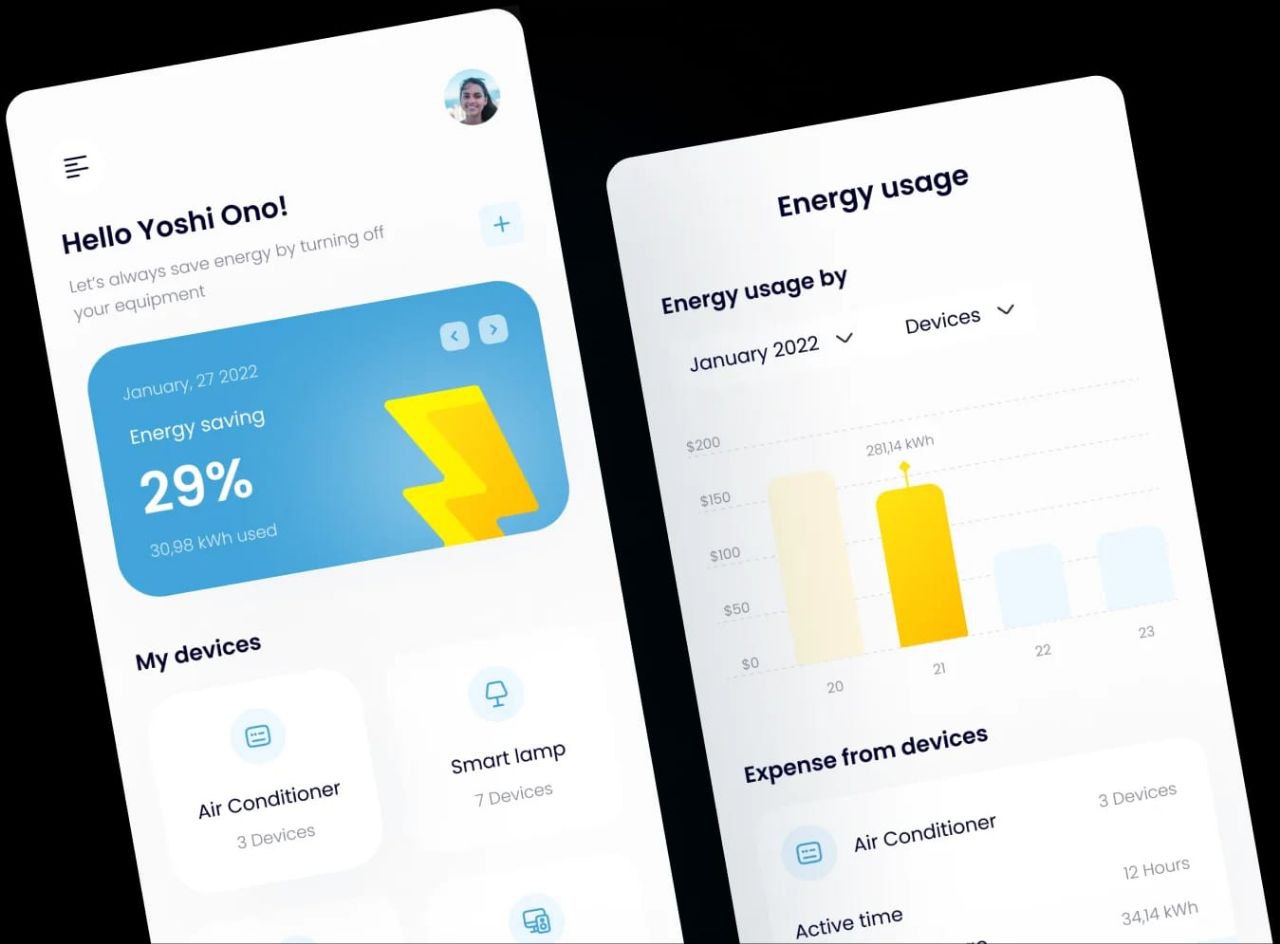 Hello Yoshi Ono!
Let's always save energy by turning off
your equipment
January, 27 2022
Energy saving
29%
30,98 kWh used
My devices
Air Conditioner
3 Devices
Smart lamp
7 Devices
Energy usage
Energy usage by
January 2022
Devices
$200
$150
$100
$50
$0
281,14 kWh
20
21
22
23
Expense from devices
Air Conditioner
3 Devices
12 Hours
Active time
34,14 kWh